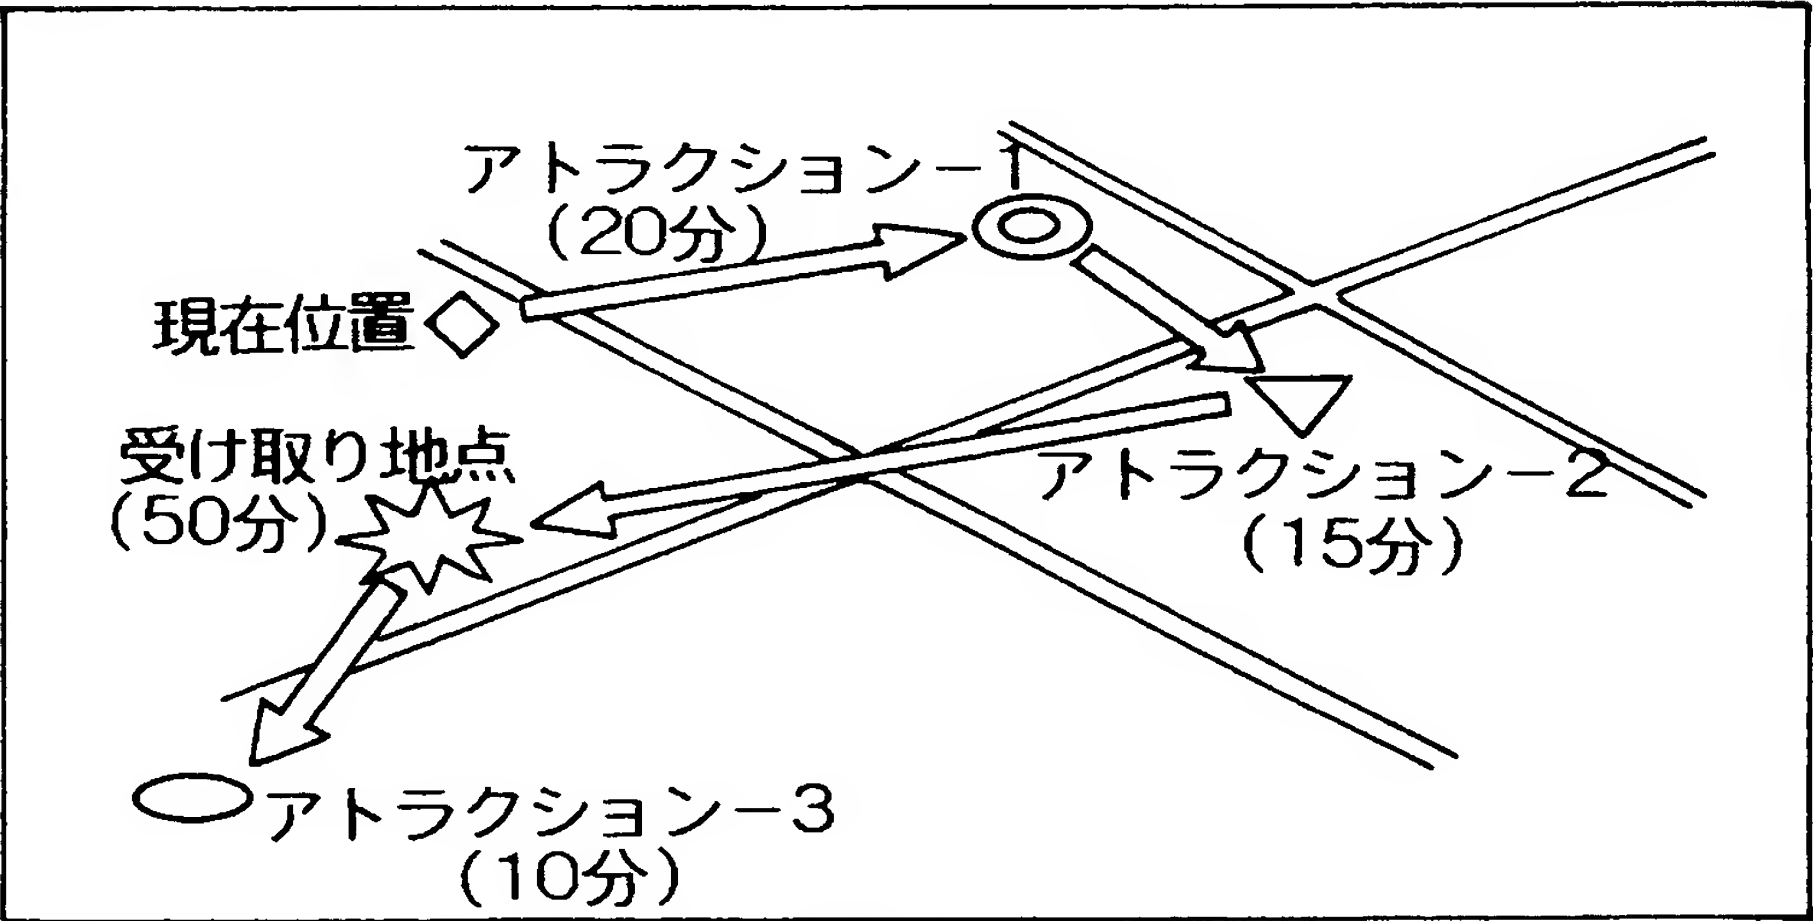 アトラクション－1
(20分)
現在位置
受け取り地点
(50分)
アトラクション－2
(15分)
アトラクション－3
(10分)